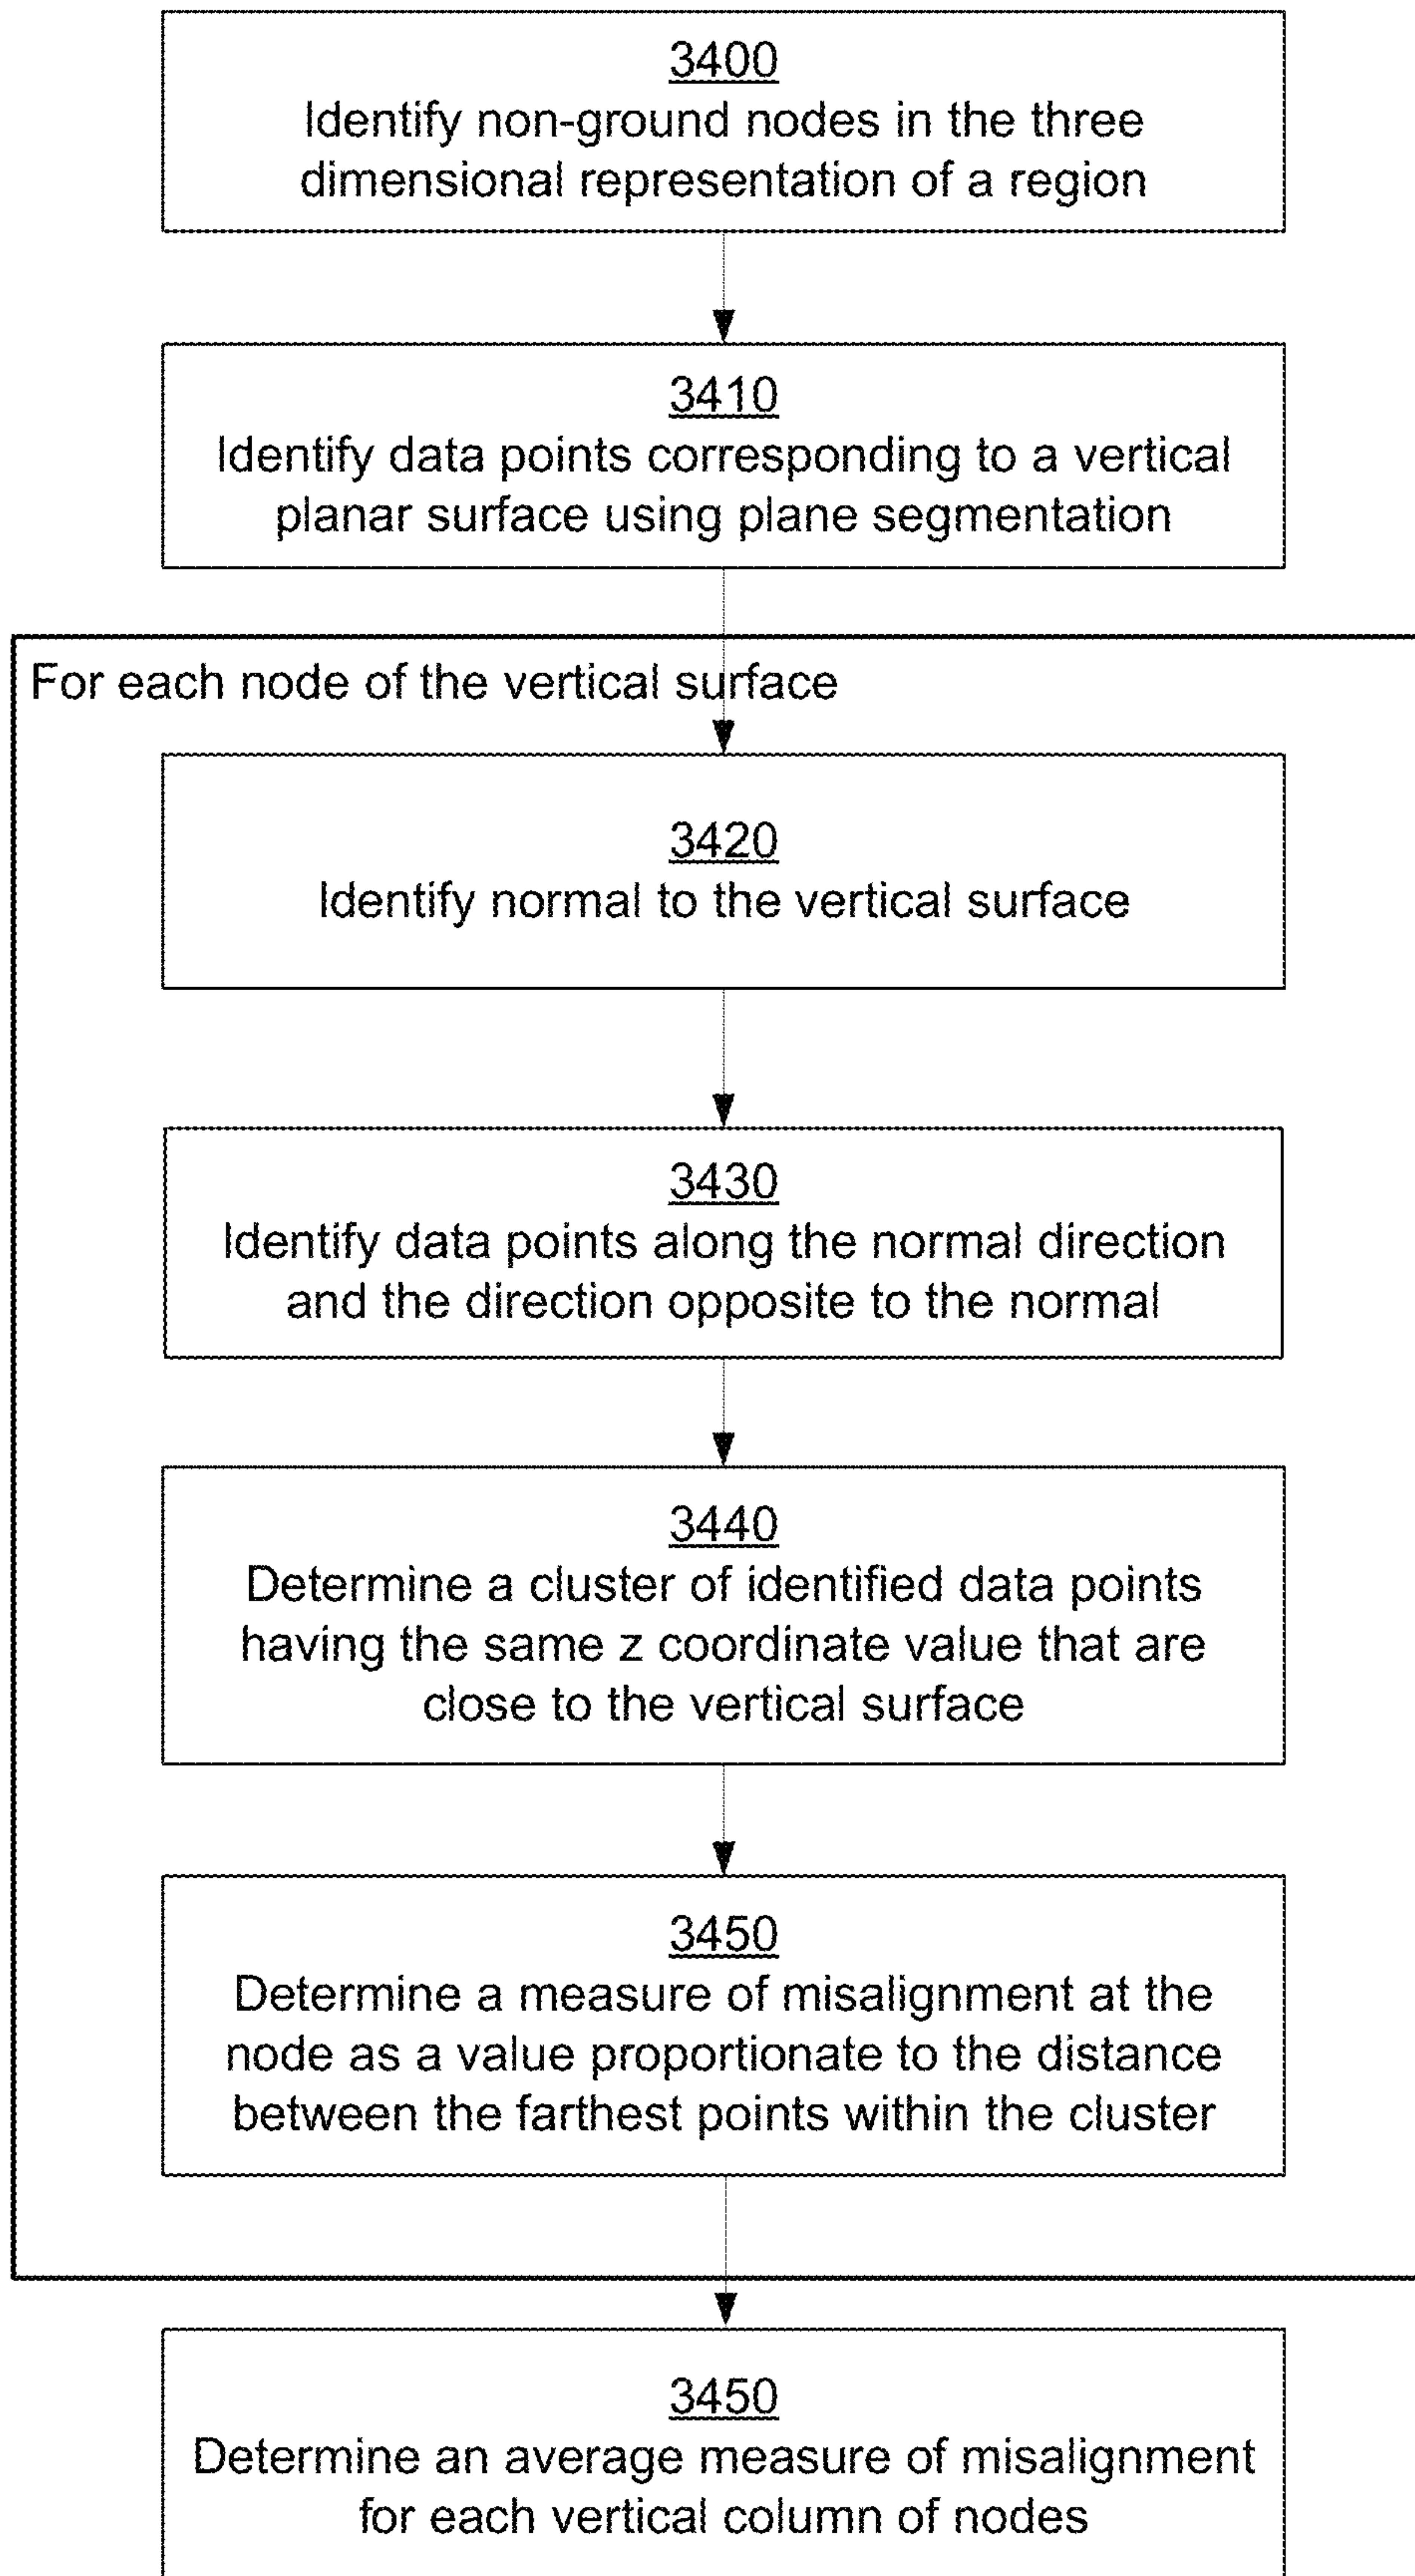 3400
Identify non-ground nodes in the three
dimensional representation of a region
3410
Identify data points corresponding to a vertical
planar surface using plane segmentation
For each node of the vertical surface
3420
Identify normal to the vertical surface
3430
Identify data points along the normal direction
and the direction opposite to the normal
3440
Determine a cluster of identified data points
having the same z coordinate value that are
close to the vertical surface
3450
Determine a measure of misalignment at the
node as a value proportionate to the distance
between the farthest points within the cluster
3450
Determine an average measure of misalignment
for each vertical column of nodes